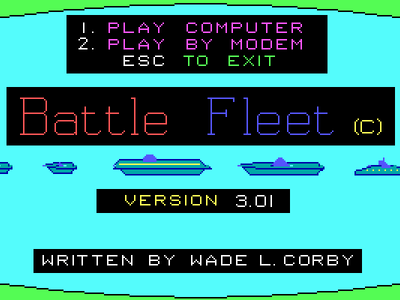 1. PLAY COMPUTER
2. PLAY BY MODEM
ESC TO EXIT
Battle Fleet (C)
VERSION 3.01
WRITTEN BY WADE L. CORBY